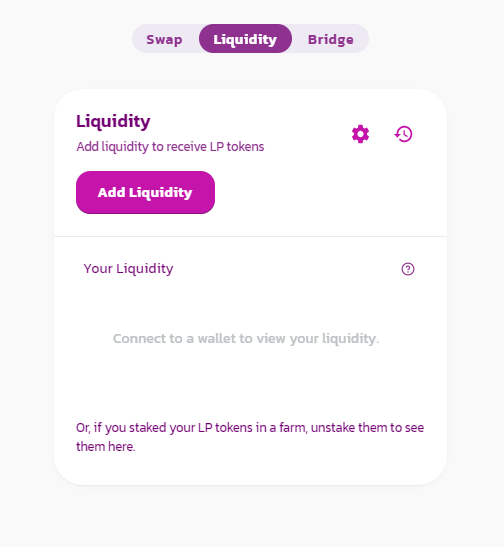 Swap
Liquidity
Bridge
Liquidity
Add liquidity to receive LP tokens
Add Liquidity
Your Liquidity
Connect to a wallet to view your liquidity.
Or, if you staked your LP tokens in a farm, unstake them to see
them here.